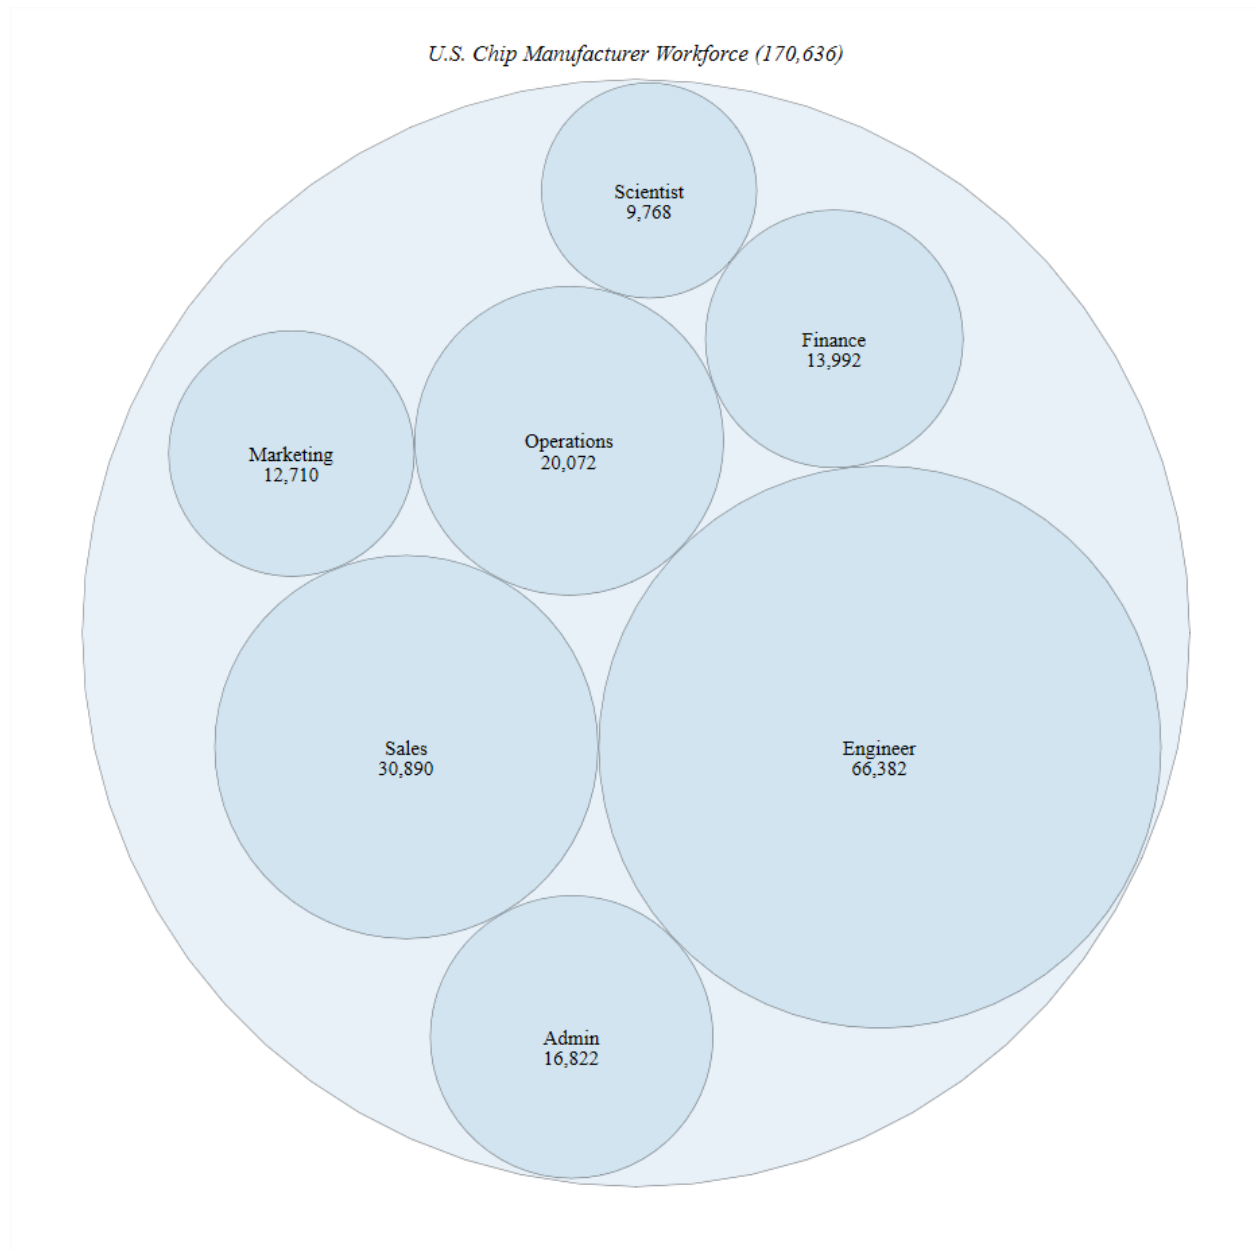 U.S. Chip Manufacturer Workforce (170,636)
Scientist
9,768
Finance
13,992
Operations
20,072
Marketing
12,710
Sales
30,890
Engineer
66,382
Admin
16,822